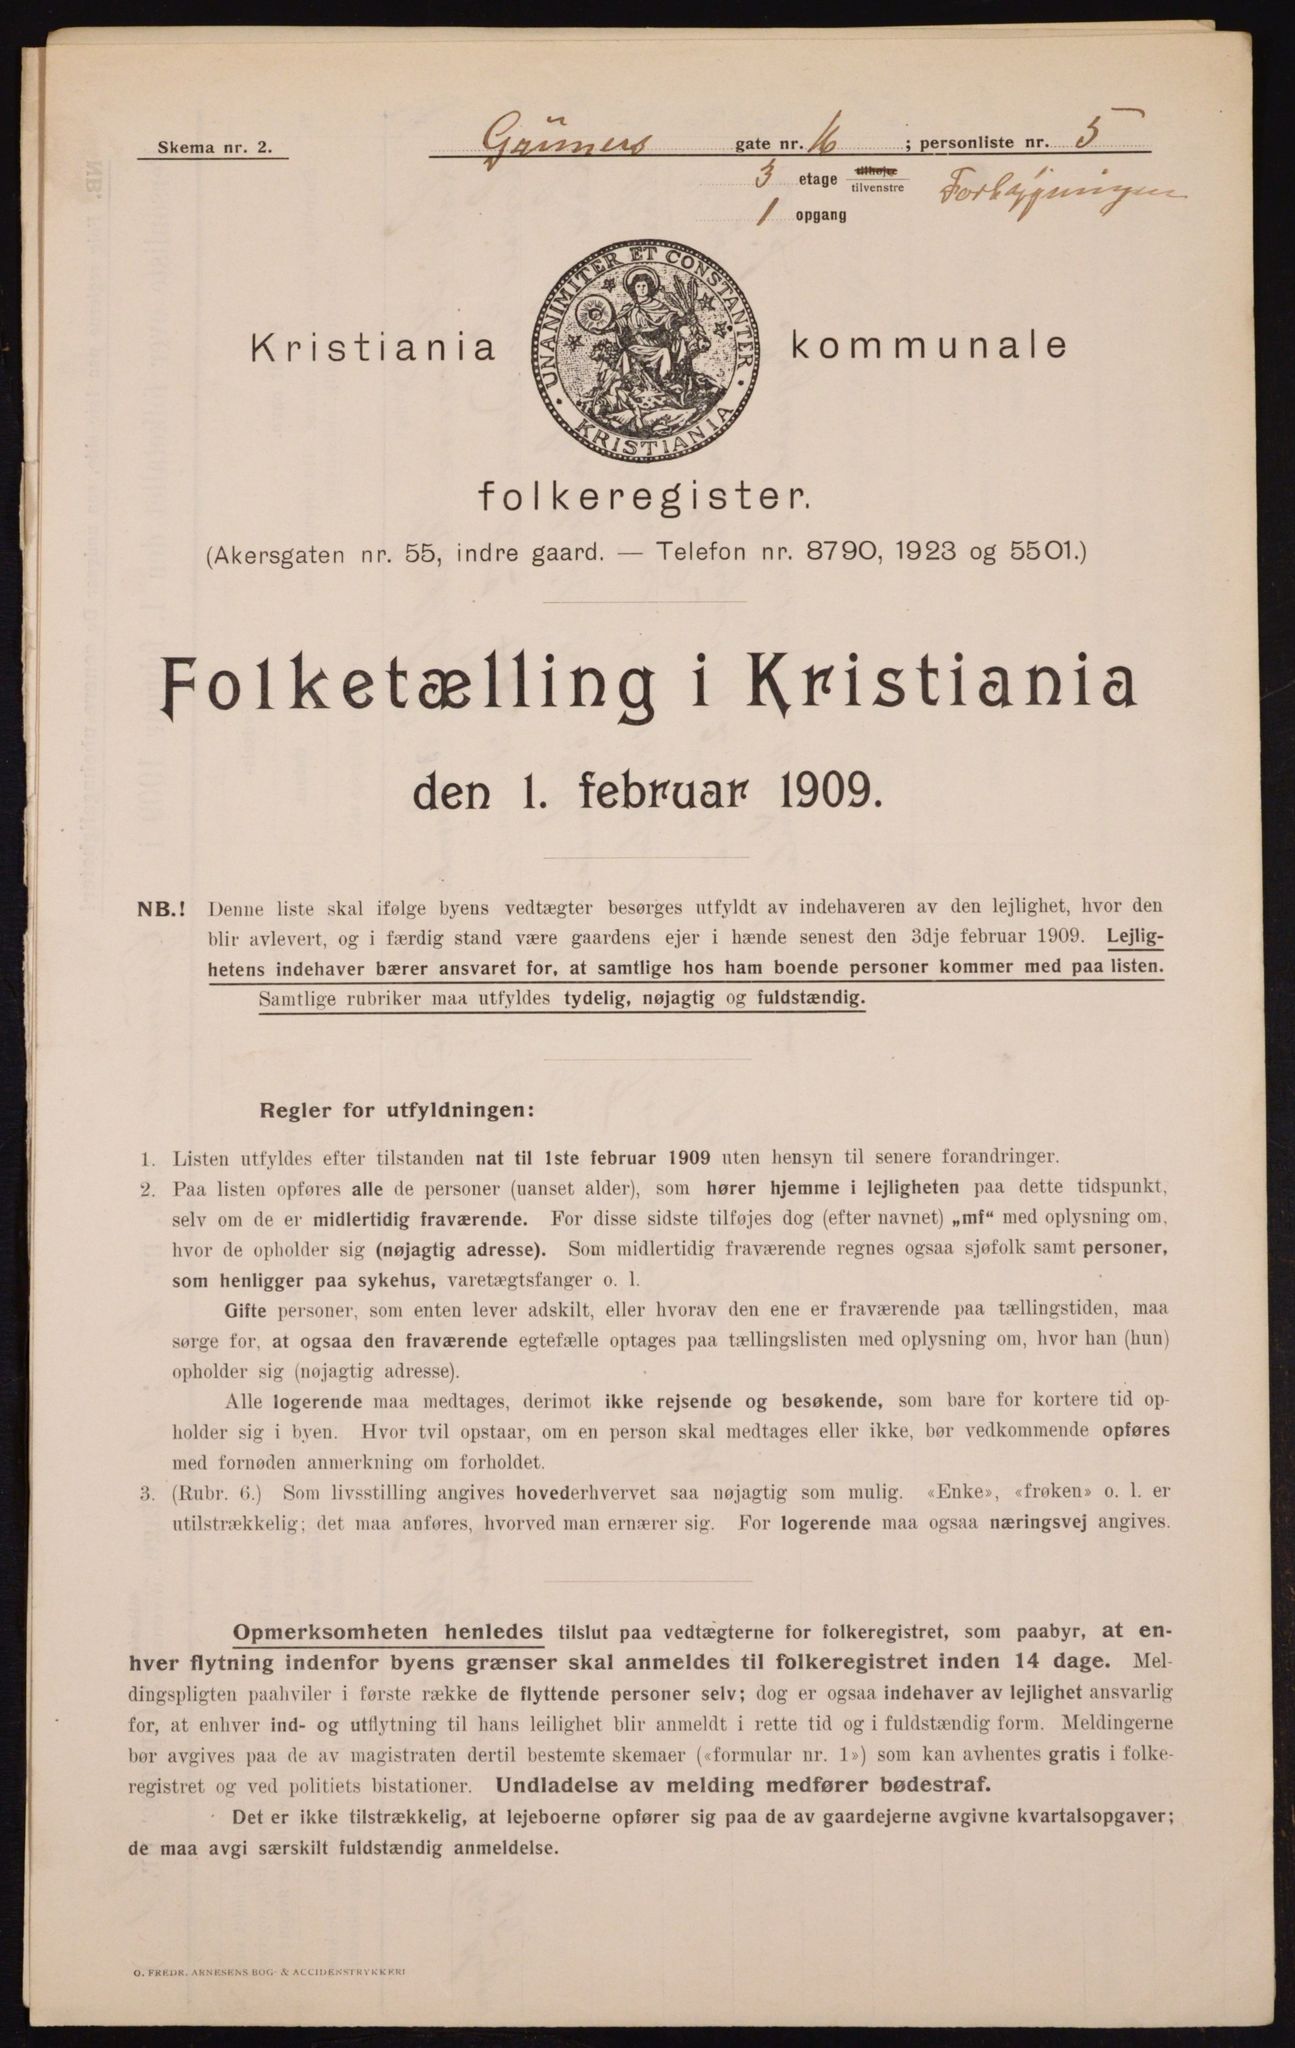 Skema nr. 2. Grüners gate nr. 16 ; personliste nr. 5
3 etage tilhøjre tilvenstre Forbygningen
1 opgang
UNANIMITER ET CONSTANTER
KRISTIANIA
Kristiania kommunale
folkeregister.
(Akersgaten nr. 55, indre gaard. — Telefon nr. 8790, 1923 og 5501.)
Folketælling i Kristiania
den 1. februar 1909.
NB.! Denne liste skal ifølge byens vedtægter besørges utfyldt av indehaveren av den lejlighet, hvor den
blir avlevert, og i færdig stand være gaardens ejer i hænde senest den 3dje februar 1909. Lejlig-
hetens indehaver bærer ansvaret for, at samtlige hos ham boende personer kommer med paa listen.
Samtlige rubriker maa utfyldes tydelig, nøjagtig og fuldstændig.
Regler for utfyldningen:
1. Listen utfyldes efter tilstanden nat til 1ste februar 1909 uten hensyn til senere forandringer.
2. Paa listen opføres alle de personer (uanset alder), som hører hjemme i lejligheten paa dette tidspunkt,
selv om de er midlertidig fraværende. For disse sidste tilføjes dog (efter navnet) „mf“ med oplysning om,
hvor de opholder sig (nøjagtig adresse). Som midlertidig fraværende regnes ogsaa sjøfolk samt personer,
som henligger paa sykehus, varetægtsfanger o. l.
Gifte personer, som enten lever adskilt, eller hvorav den ene er fraværende paa tællingstiden, maa
sørge for, at ogsaa den fraværende egtefælle optages paa tællingslisten med oplysning om, hvor han (hun)
opholder sig (nøjagtig adresse).
Alle logerende maa medtages, derimot ikke rejsende og besøkende, som bare for kortere tid op-
holder sig i byen. Hvor tvil opstaar, om en person skal medtages eller ikke, bør vedkommende opføres
med fornøden anmerkning om forholdet.
3. (Rubr. 6.) Som livsstilling angives hovederhvervet saa nøjagtig som mulig. «Enke», «frøken» o. l. er
utilstrækkelig; det maa anføres, hvorved man ernærer sig. For logerende maa ogsaa næringsvej angives.
Opmerksomheten henledes tilslut paa vedtægterne for folkeregistret, som paabyr, at en-
hver flytning indenfor byens grænser skal anmeldes til folkeregistret inden 14 dage. Mel-
dingspligten paahviler i første række de flyttende personer selv; dog er ogsaa indehaver av lejlighet ansvarlig
for, at enhver ind- og utflytning til hans leilighet blir anmeldt i rette tid og i fuldstændig form. Meldingerne
bør avgives paa de av magistraten dertil bestemte skemaer («formular nr. 1») som kan avhentes gratis i folke-
registret og ved politiets bistationer. Undladelse av melding medfører bødestraf.
Det er ikke tilstrækkelig, at lejeboerne opfører sig paa de av gaardejerne avgivne kvartalsopgaver;
de maa avgi særskilt fuldstændig anmeldelse.
O. FREDR. ARNESENS BOG- & ACCIDENSTRYKKERI